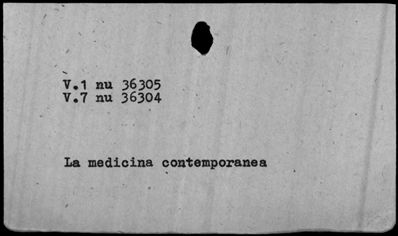 V.1 nu 36305
V.7 nu 36304
La medicina contemporanea